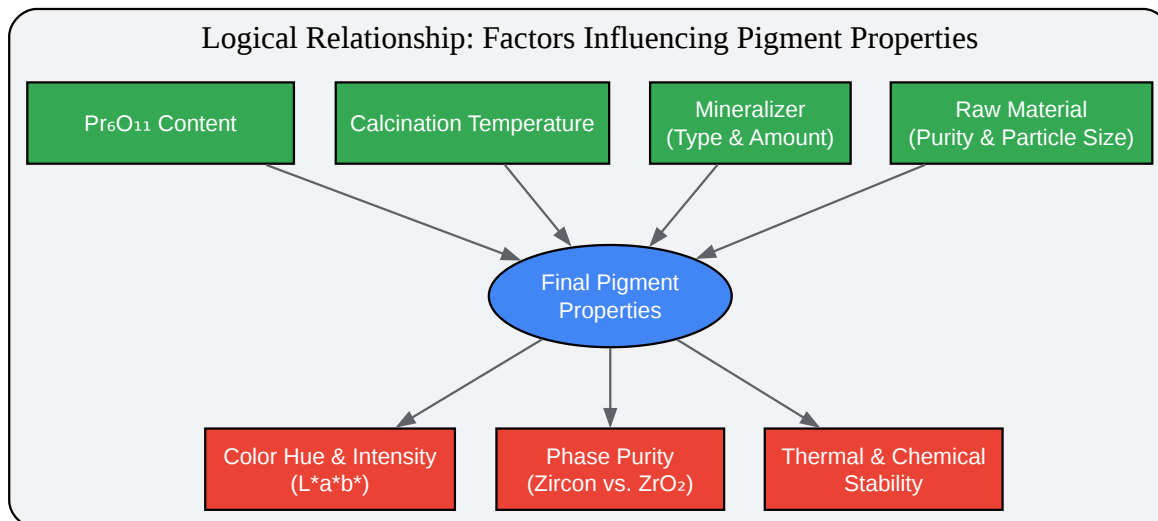 Logical Relationship: Factors Influencing Pigment Properties
Pr₆O₁₁ Content
Calcination Temperature
Mineralizer
(Type & Amount)
Raw Material
(Purity & Particle Size)
Final Pigment
Properties
Color Hue & Intensity
(L*a*b*)
Phase Purity
(Zircon vs. ZrO₂)
Thermal & Chemical
Stability